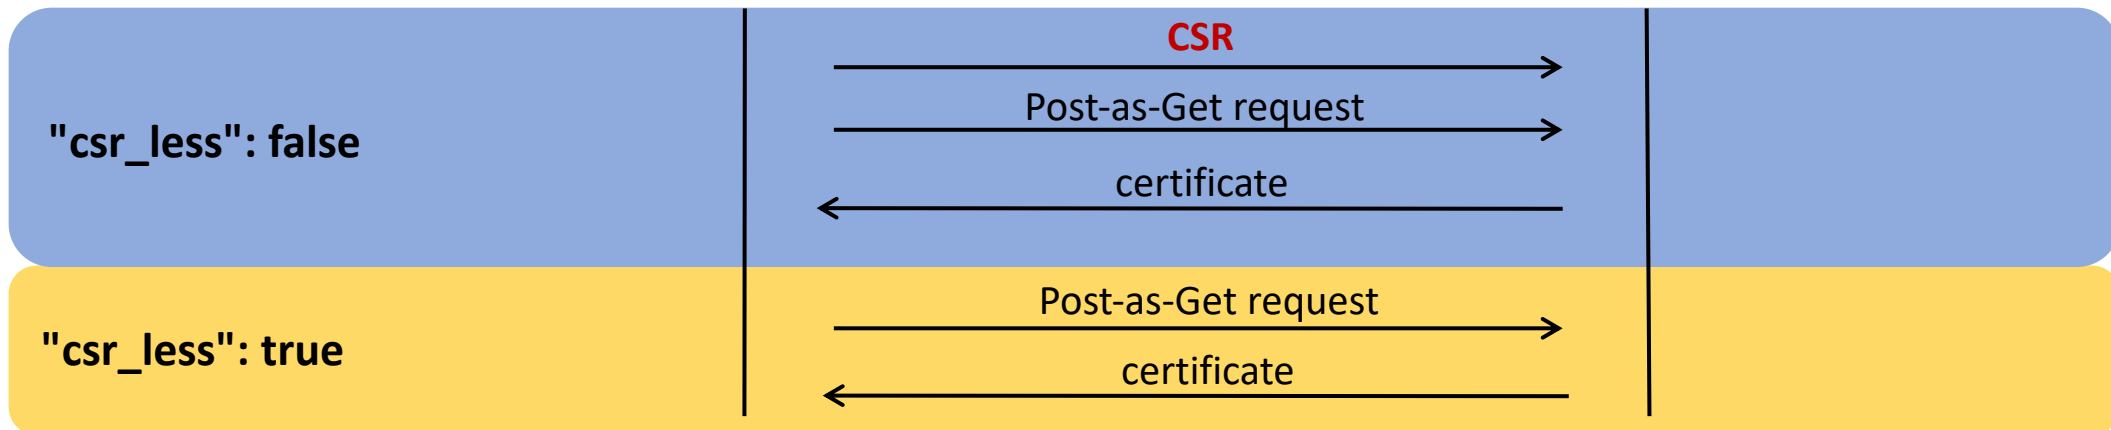 CSR
Post-as-Get request
"csr_less": false
certificate
Post-as-Get request
"csr_less": true
certificate